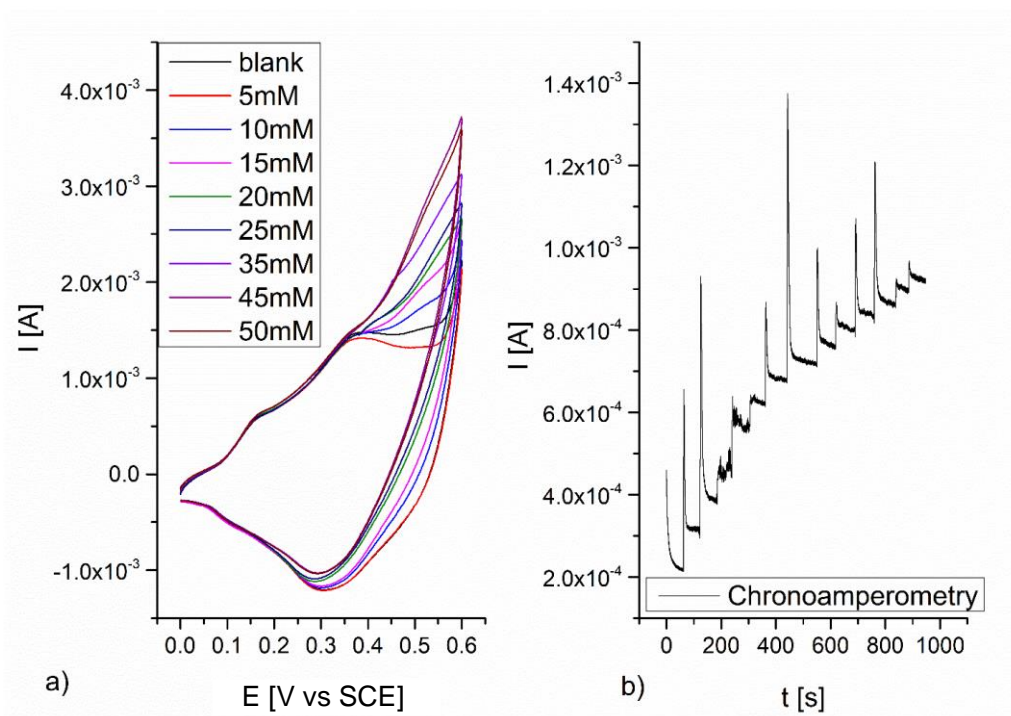 blank
5mM
10mM
15mM
20mM
25mM
35mM
45mM
50mM
4.0x10⁻³
3.0x10⁻³
2.0x10⁻³
1.0x10⁻³
0.0
-1.0x10⁻³
I [A]
0.0 0.1 0.2 0.3 0.4 0.5 0.6
E [V vs SCE]
a)
1.4x10⁻³
1.2x10⁻³
1.0x10⁻³
8.0x10⁻⁴
6.0x10⁻⁴
4.0x10⁻⁴
2.0x10⁻⁴
I [A]
Chronoamperometry
0 200 400 600 800 1000
t [s]
b)